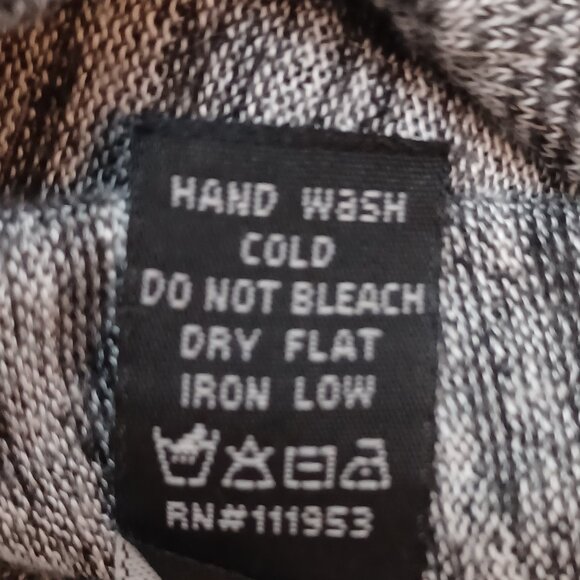 HAND WaSH
COLD
DO NOT BLEACH
DRY FLAT
IRON LOW
RN#111953